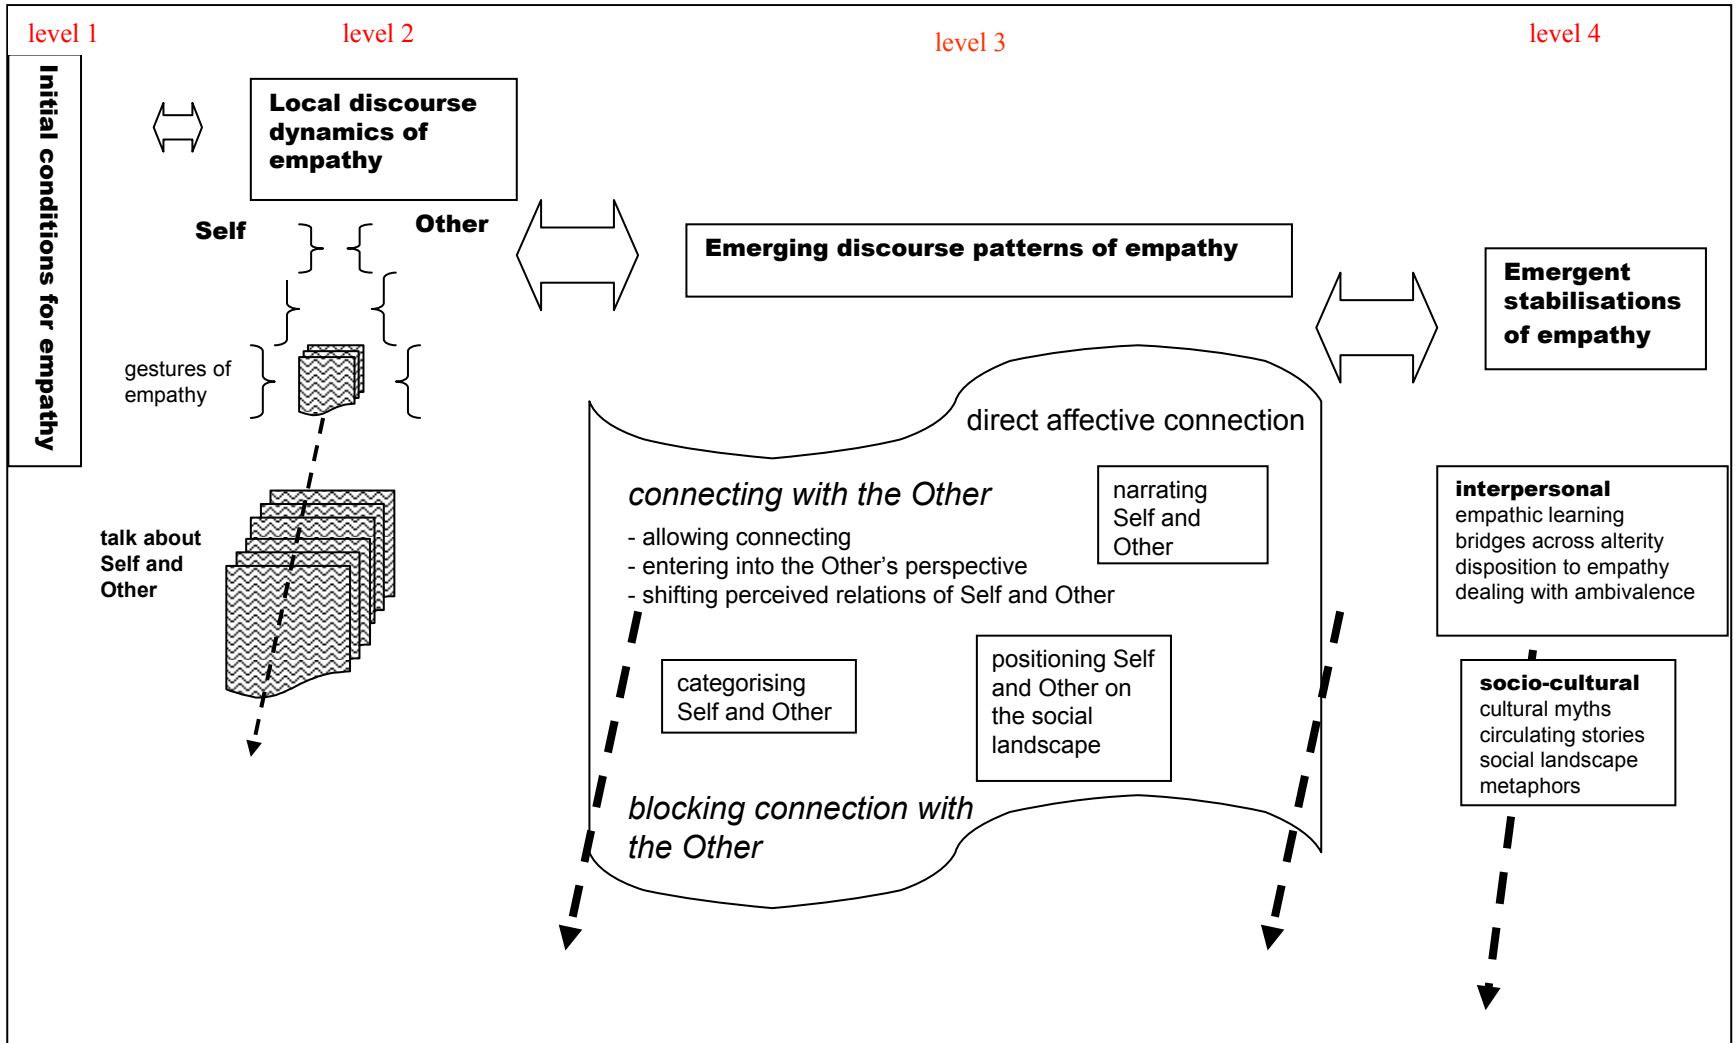 level 1
level 2
level 3
level 4
Initial conditions for empathy
Local discourse
dynamics of
empathy
Self
Other
gestures of
empathy
talk about
Self and
Other
Emerging discourse patterns of empathy
direct affective connection
connecting with the Other
- allowing connecting
- entering into the Other’s perspective
- shifting perceived relations of Self and Other
narrating
Self and
Other
categorising
Self and Other
positioning Self
and Other on
the social
landscape
blocking connection with
the Other
Emergent
stabilisations
of empathy
interpersonal
empathic learning
bridges across alterity
disposition to empathy
dealing with ambivalence
socio-cultural
cultural myths
circulating stories
social landscape
metaphors